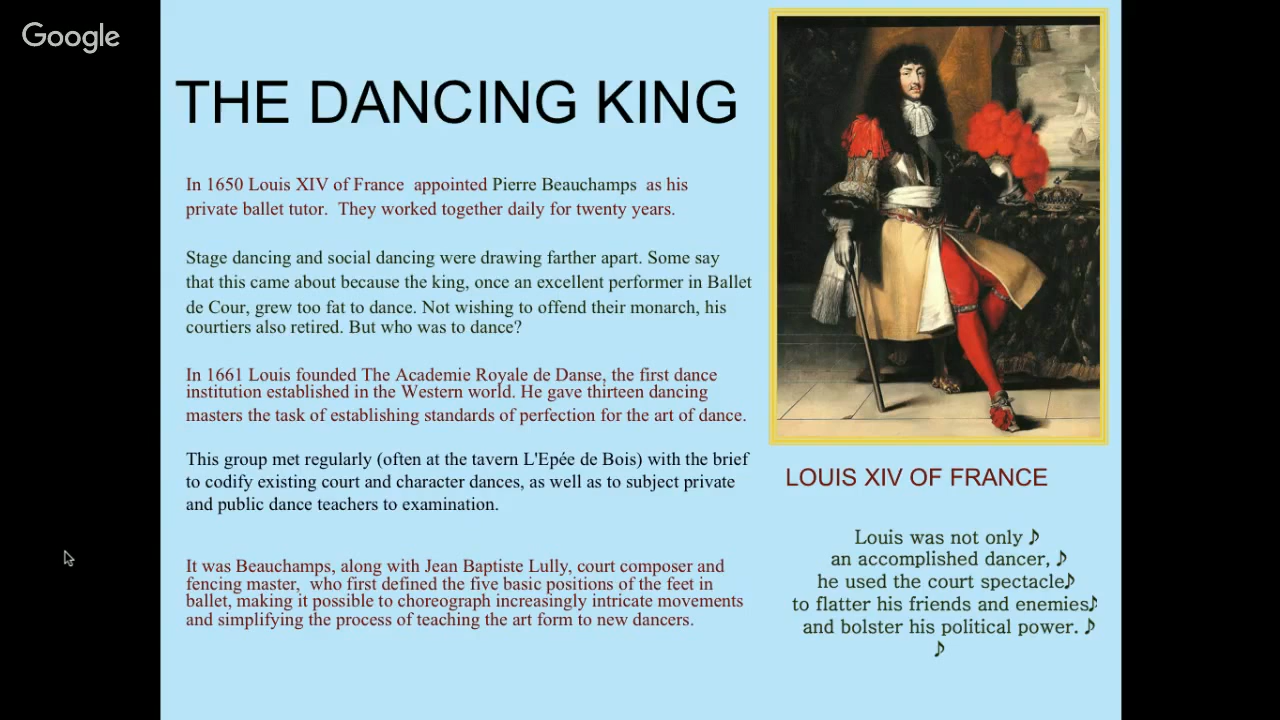 Google
THE DANCING KING
In 1650 Louis XIV of France appointed Pierre Beauchamps as his
private ballet tutor. They worked together daily for twenty years.
Stage dancing and social dancing were drawing farther apart. Some say
that this came about because the king, once an excellent performer in Ballet
de Cour, grew too fat to dance. Not wishing to offend their monarch, his
courtiers also retired. But who was to dance?
In 1661 Louis founded The Academie Royale de Danse, the first dance
institution established in the Western world. He gave thirteen dancing
masters the task of establishing standards of perfection for the art of dance.
This group met regularly (often at the tavern L'Epée de Bois) with the brief
to codify existing court and character dances, as well as to subject private
and public dance teachers to examination.
It was Beauchamps, along with Jean Baptiste Lully, court composer and
fencing master, who first defined the five basic positions of the feet in
ballet, making it possible to choreograph increasingly intricate movements
and simplifying the process of teaching the art form to new dancers.
LOUIS XIV OF FRANCE
Louis was not only ♪
an accomplished dancer, ♪
he used the court spectacle♪
to flatter his friends and enemies♪
and bolster his political power. ♪
♪